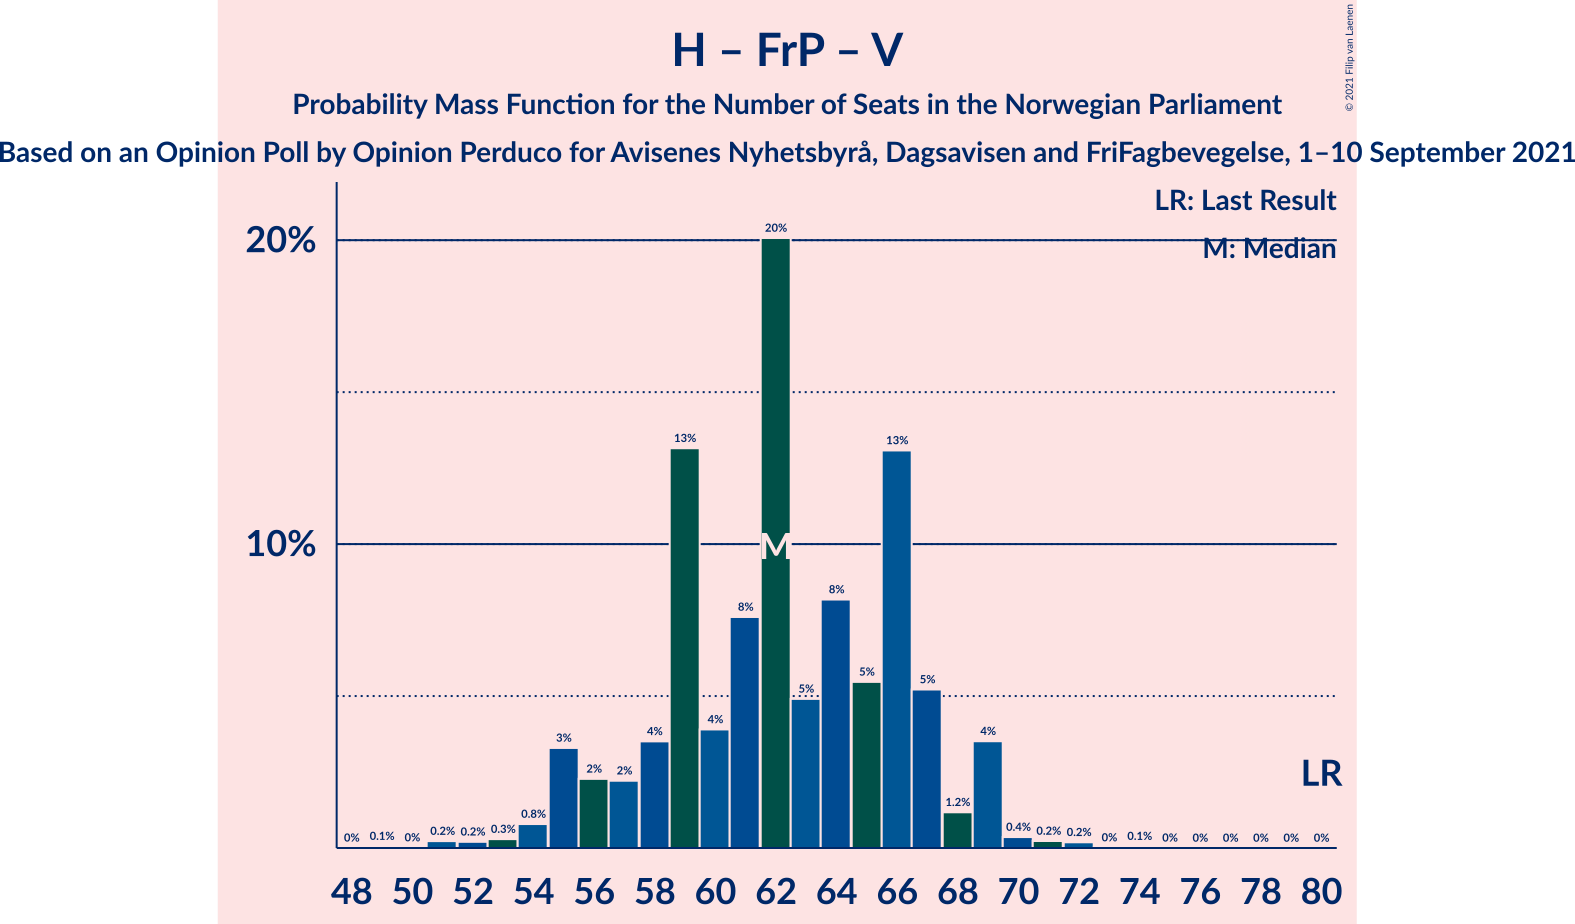 H – FrP – V
Probability Mass Function for the Number of Seats in the Norwegian Parliament
Based on an Opinion Poll by Opinion Perduco for Avisenes Nyhetsbyrå, Dagsavisen and FriFagbevegelse, 1–10 September 2021
© 2021 Filip van Laenen
LR: Last Result
M: Median
20%
10%
0% 0.1% 0% 0.2% 0.2% 0.3% 0.8% 3% 2% 2% 4% 13% 4% 8% 20% 5% 8% 5% 13% 5% 1.2% 4% 0.4% 0.2% 0.2% 0% 0.1% 0% 0% 0% 0% 0% 0%
M
LR
48 50 52 54 56 58 60 62 64 66 68 70 72 74 76 78 80